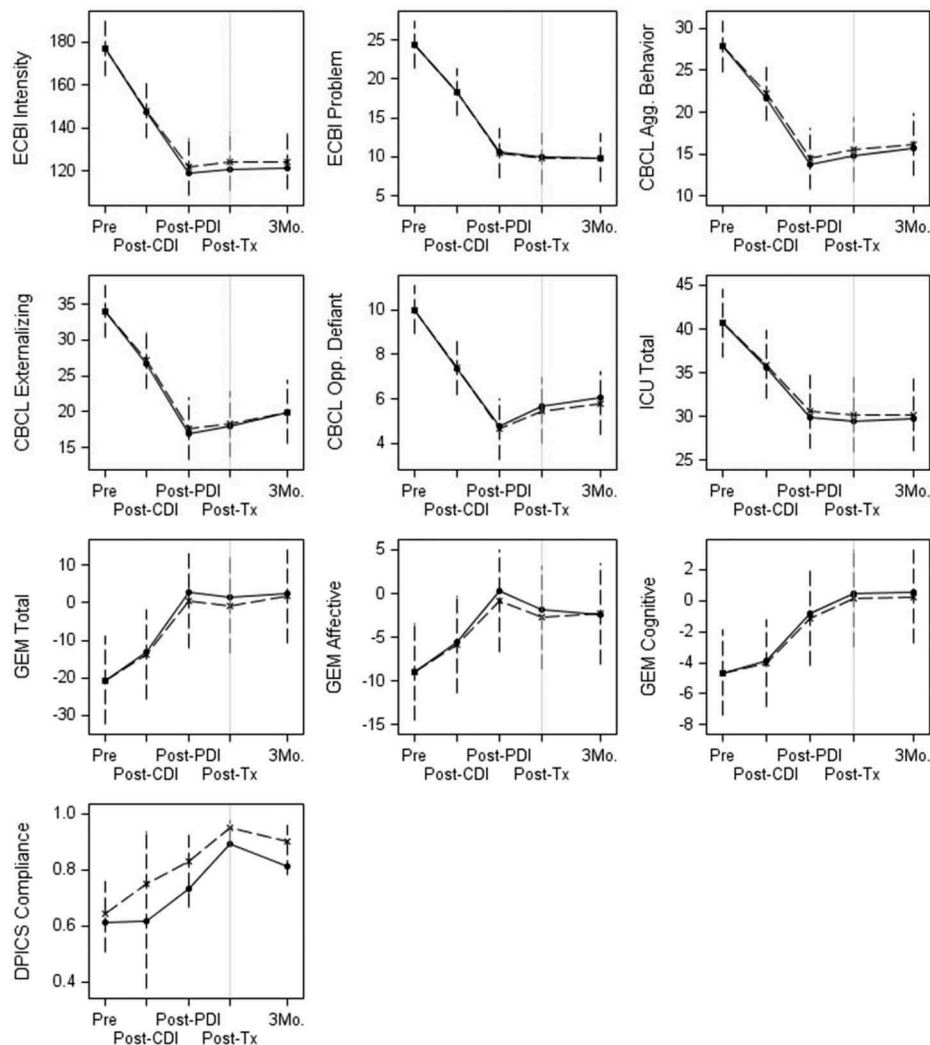 ECBI Intensity
180
160
140
120
Pre Post-PDI 3Mo.
Post-CDI Post-Tx
ECBI Problem
25
20
15
10
5
Pre Post-PDI 3Mo.
Post-CDI Post-Tx
CBCL Agg. Behavior
30
25
20
15
10
Pre Post-PDI 3Mo.
Post-CDI Post-Tx
CBCL Externalizing
35
30
25
20
15
Pre Post-PDI 3Mo.
Post-CDI Post-Tx
CBCL Opp. Defiant
10
8
6
4
Pre Post-PDI 3Mo.
Post-CDI Post-Tx
ICU Total
45
40
35
30
25
Pre Post-PDI 3Mo.
Post-CDI Post-Tx
GEM Total
10
0
-10
-20
-30
Pre Post-PDI 3Mo.
Post-CDI Post-Tx
GEM Affective
5
0
-5
-10
-15
Pre Post-PDI 3Mo.
Post-CDI Post-Tx
GEM Cognitive
2
0
-2
-4
-6
-8
Pre Post-PDI 3Mo.
Post-CDI Post-Tx
DPICS Compliance
1.0
0.8
0.6
0.4
Pre Post-PDI 3Mo.
Post-CDI Post-Tx